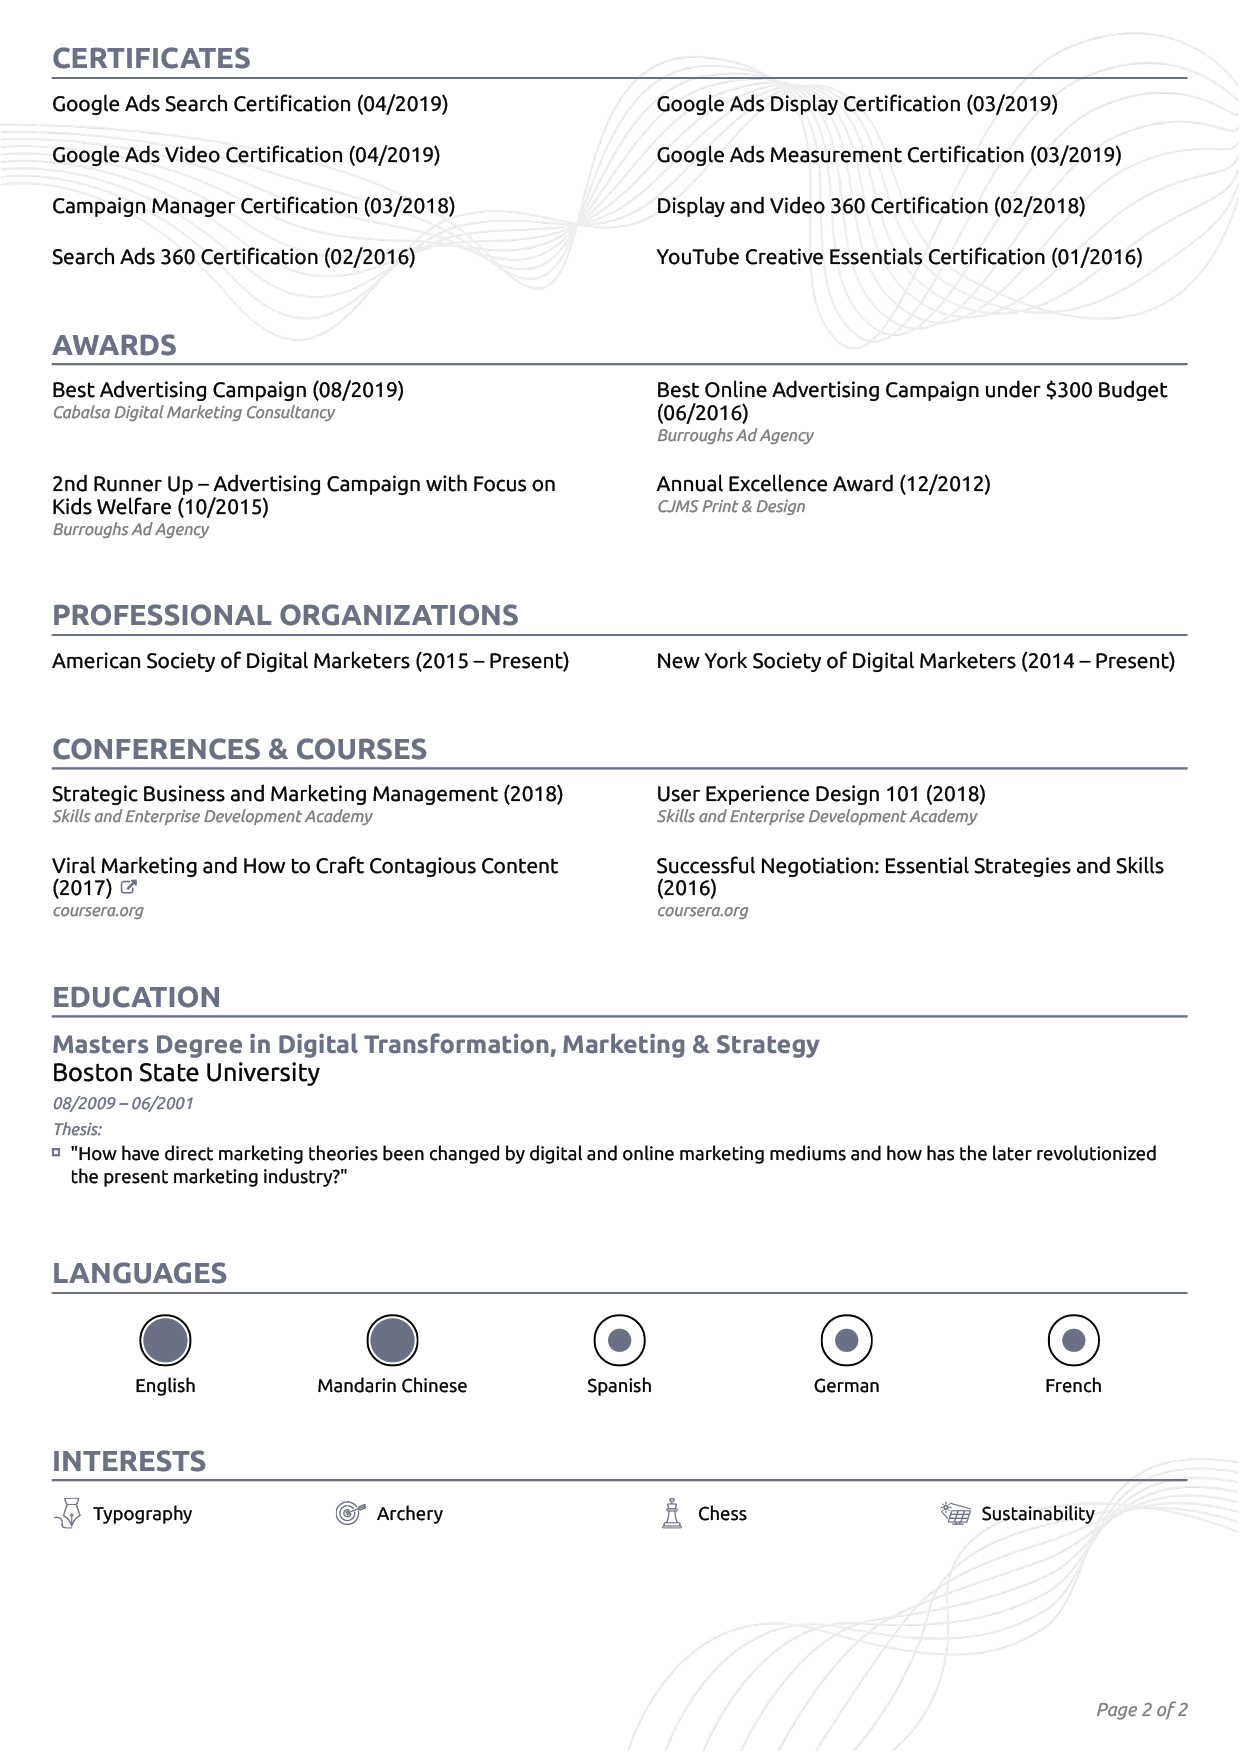 CERTIFICATES
Google Ads Search Certification (04/2019)
Google Ads Display Certification (03/2019)
Google Ads Video Certification (04/2019)
Google Ads Measurement Certification (03/2019)
Campaign Manager Certification (03/2018)
Display and Video 360 Certification (02/2018)
Search Ads 360 Certification (02/2016)
YouTube Creative Essentials Certification (01/2016)
AWARDS
Best Advertising Campaign (08/2019)
Cabalsa Digital Marketing Consultancy
Best Online Advertising Campaign under $300 Budget
(06/2016)
Burroughs Ad Agency
2nd Runner Up – Advertising Campaign with Focus on
Kids Welfare (10/2015)
Burroughs Ad Agency
Annual Excellence Award (12/2012)
CJMS Print & Design
PROFESSIONAL ORGANIZATIONS
American Society of Digital Marketers (2015 – Present)
New York Society of Digital Marketers (2014 – Present)
CONFERENCES & COURSES
Strategic Business and Marketing Management (2018)
Skills and Enterprise Development Academy
User Experience Design 101 (2018)
Skills and Enterprise Development Academy
Viral Marketing and How to Craft Contagious Content
(2017)
coursera.org
Successful Negotiation: Essential Strategies and Skills
(2016)
coursera.org
EDUCATION
Masters Degree in Digital Transformation, Marketing & Strategy
Boston State University
08/2009 – 06/2001
Thesis:
"How have direct marketing theories been changed by digital and online marketing mediums and how has the later revolutionized
the present marketing industry?"
LANGUAGES
English
Mandarin Chinese
Spanish
German
French
INTERESTS
Typography
Archery
Chess
Sustainability
Page 2 of 2